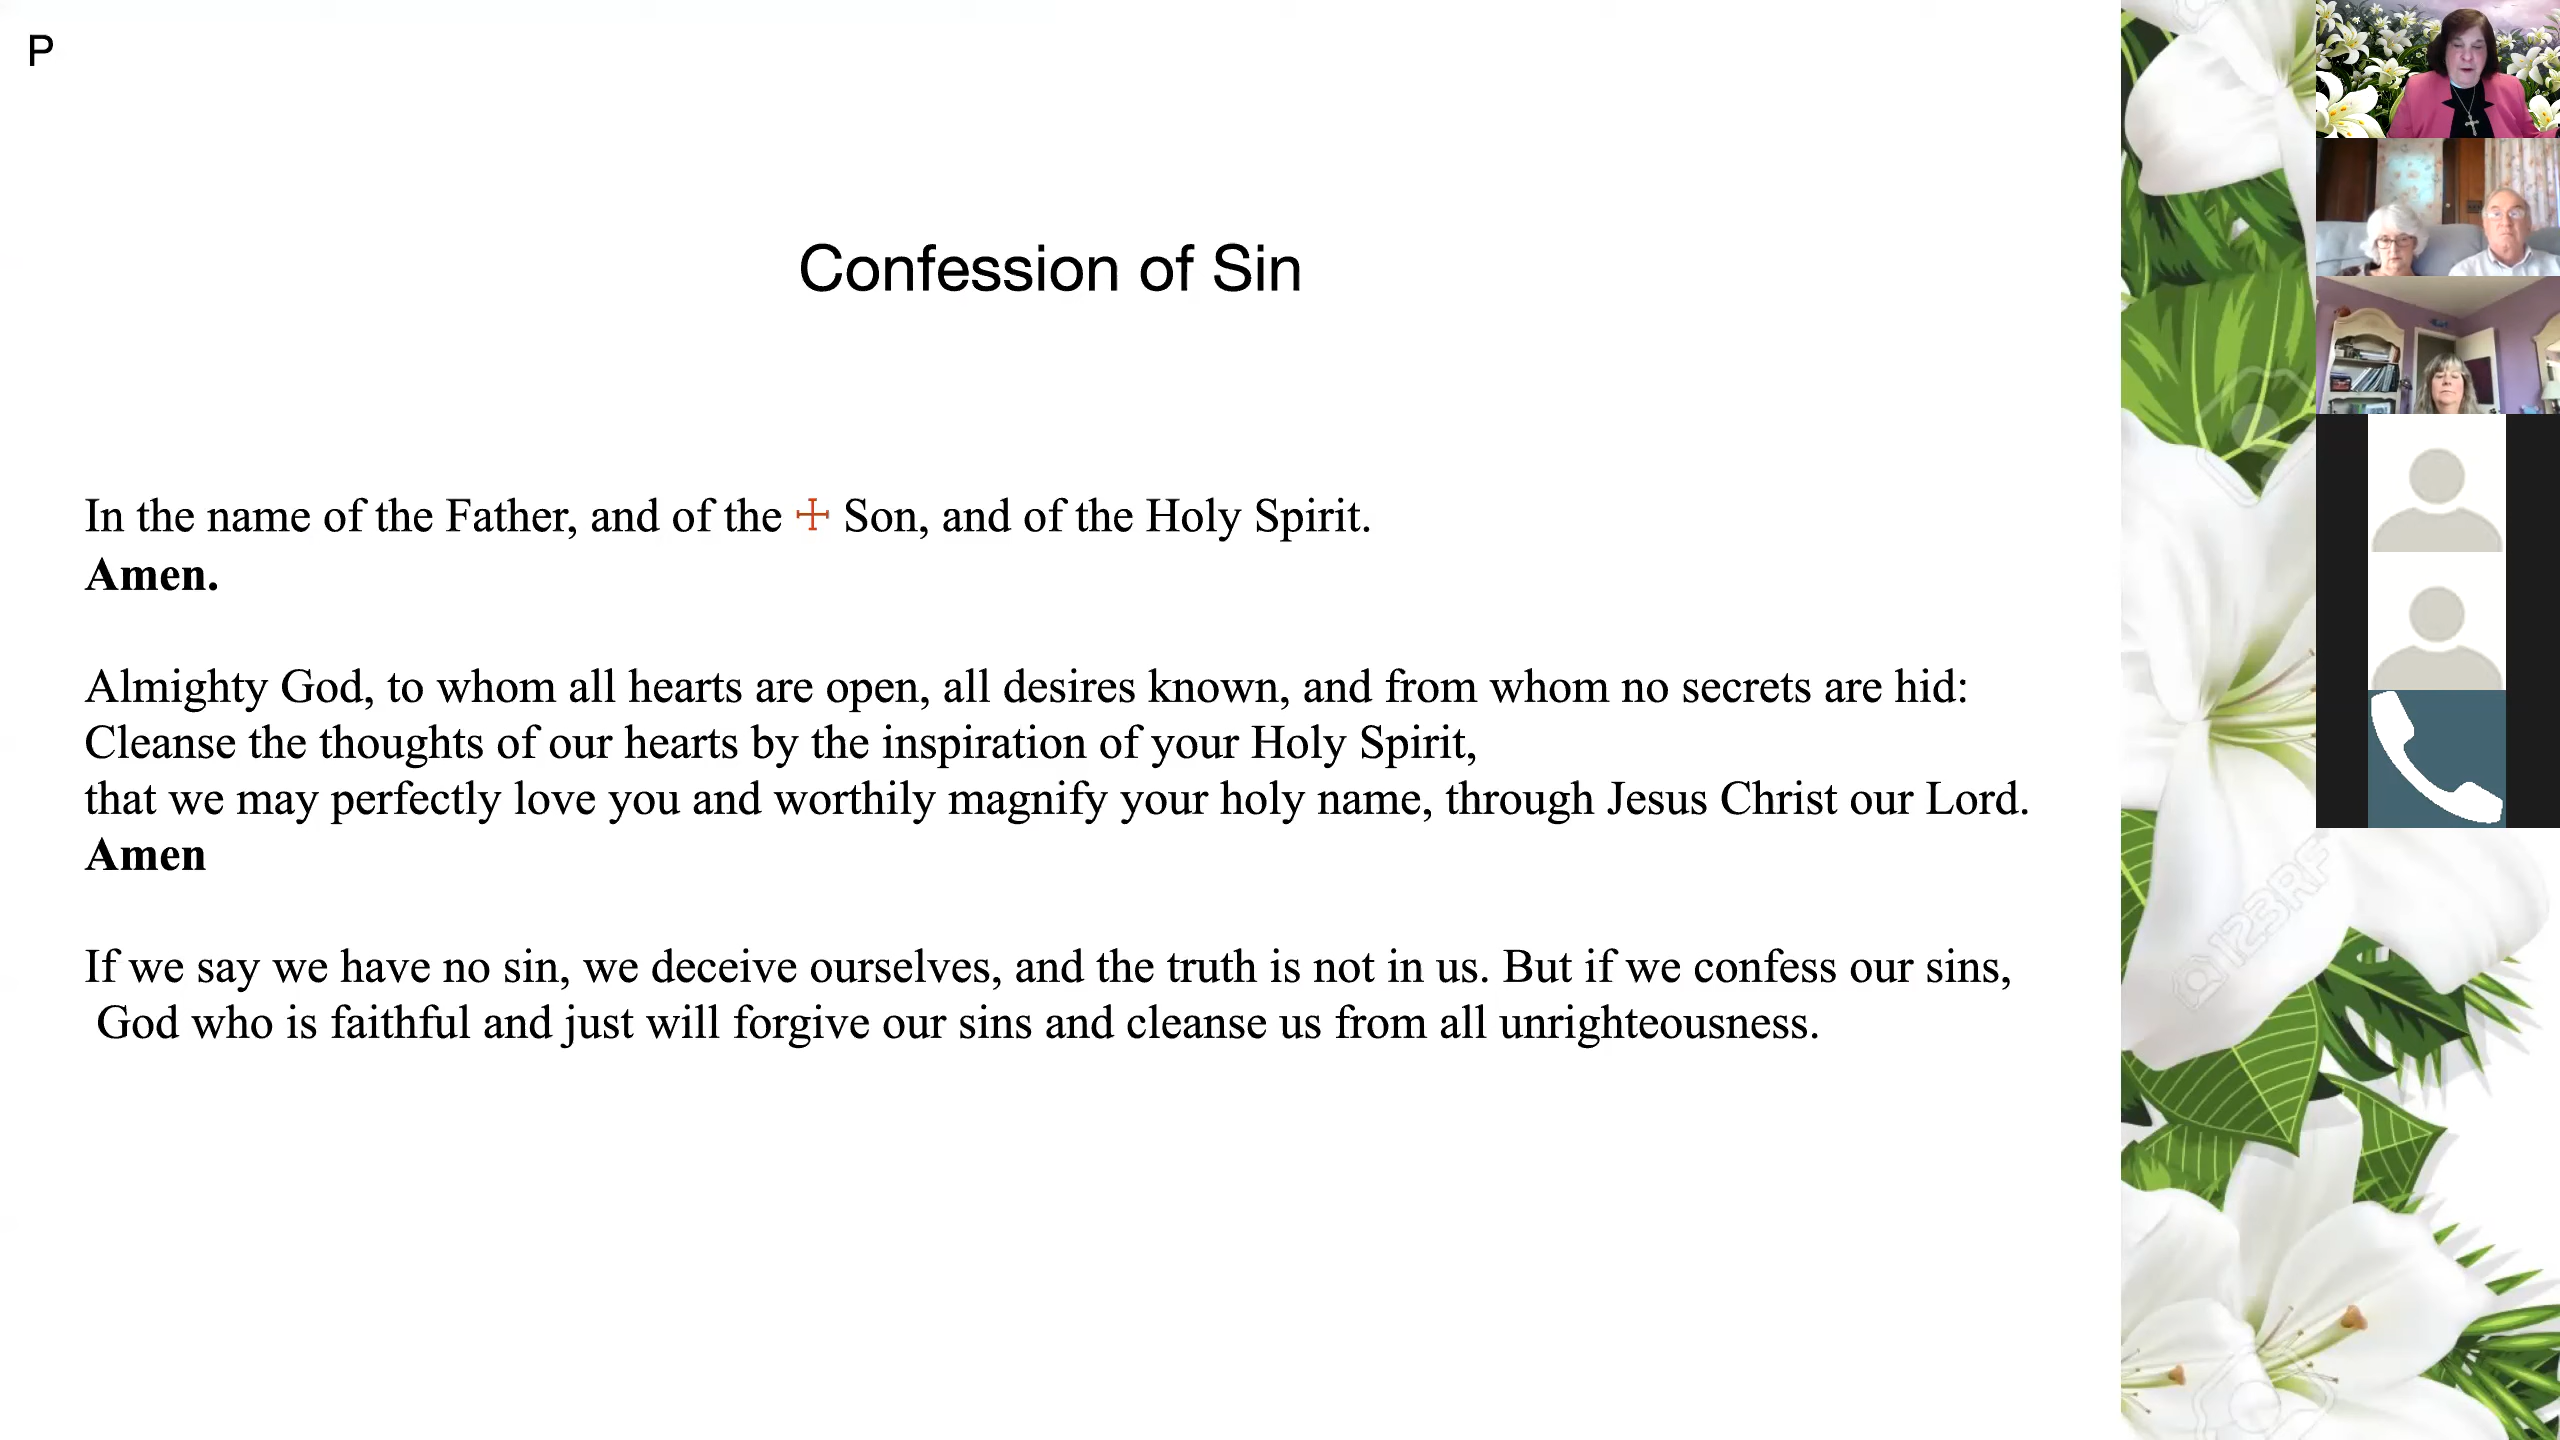 P
Confession of Sin
In the name of the Father, and of the ☩ Son, and of the Holy Spirit.
Amen.
Almighty God, to whom all hearts are open, all desires known, and from whom no secrets are hid:
Cleanse the thoughts of our hearts by the inspiration of your Holy Spirit,
that we may perfectly love you and worthily magnify your holy name, through Jesus Christ our Lord.
Amen
If we say we have no sin, we deceive ourselves, and the truth is not in us. But if we confess our sins,
God who is faithful and just will forgive our sins and cleanse us from all unrighteousness.
123RF